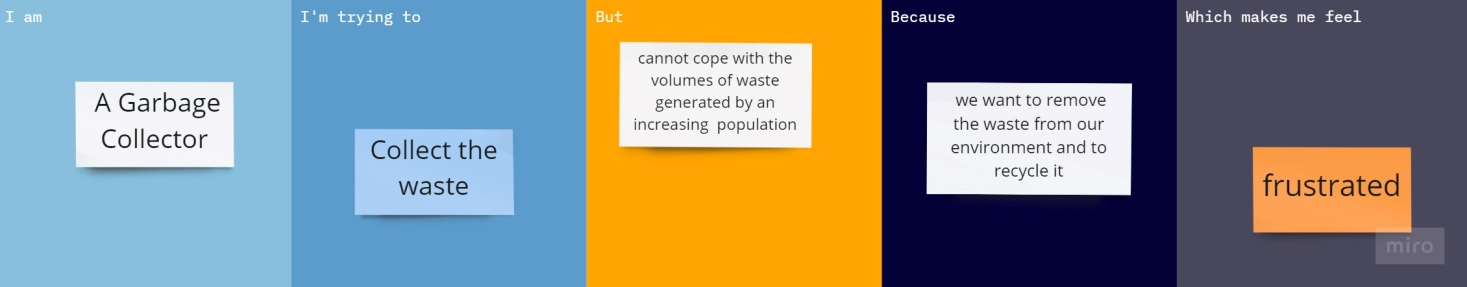 I am
A Garbage
Collector
I'm trying to
Collect the
waste
But
cannot cope with the
volumes of waste
generated by an
increasing population
Because
we want to remove
the waste from our
environment and to
recycle it
Which makes me feel
frustrated
miro